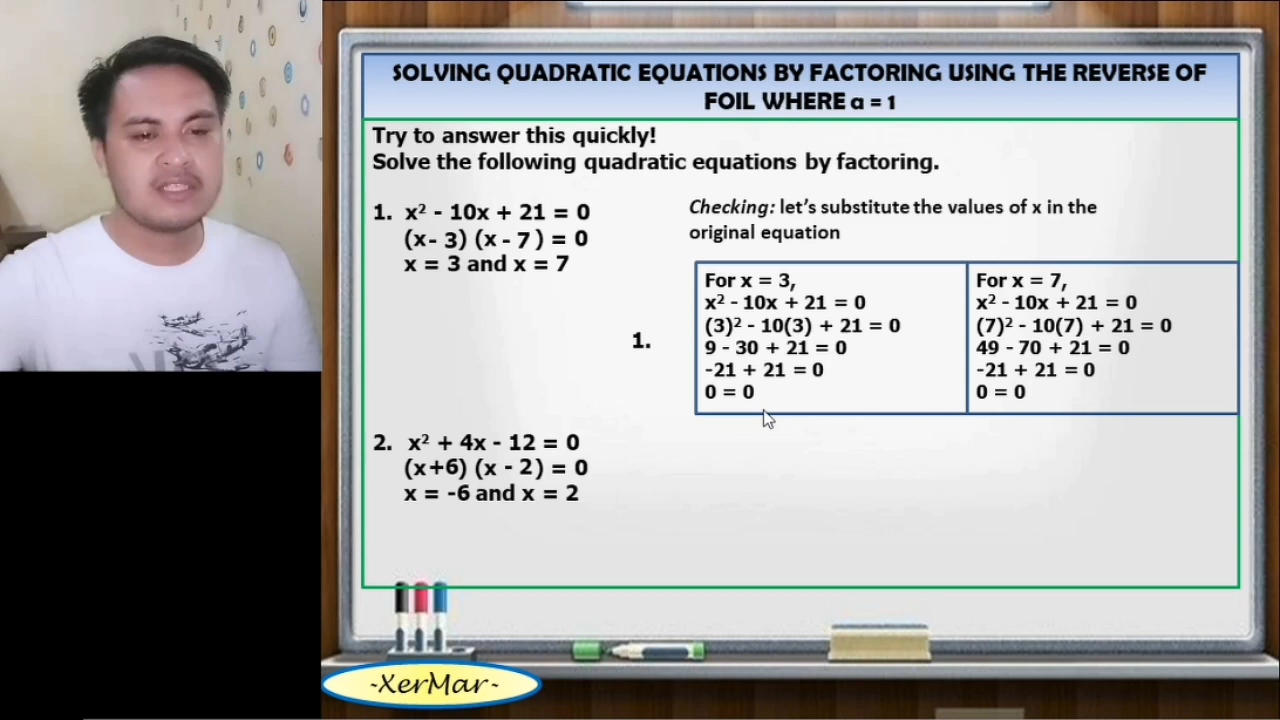 SOLVING QUADRATIC EQUATIONS BY FACTORING USING THE REVERSE OF
FOIL WHERE a = 1
Try to answer this quickly!
Solve the following quadratic equations by factoring.
1. x² - 10x + 21 = 0
(x- 3) (x - 7 ) = 0
x = 3 and x = 7
Checking: let's substitute the values of x in the
original equation
1.
For x = 3,
x² - 10x + 21 = 0
(3)² - 10(3) + 21 = 0
9 - 30 + 21 = 0
-21 + 21 = 0
0 = 0
For x = 7,
x² - 10x + 21 = 0
(7)² - 10(7) + 21 = 0
49 - 70 + 21 = 0
-21 + 21 = 0
0 = 0
2. x² + 4x - 12 = 0
(x+6) (x - 2) = 0
x = -6 and x = 2
-XerMar-